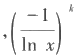 , ( -1 / ln x )^k